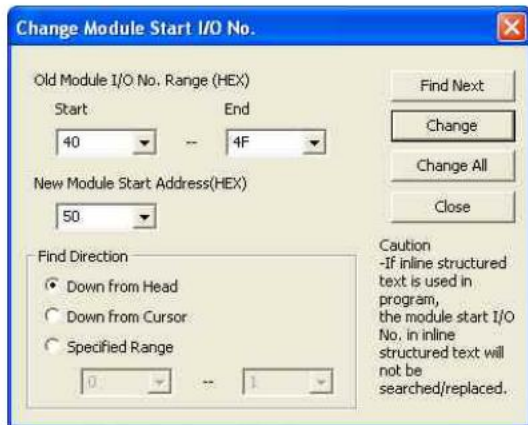 Change Module Start I/O No.
Old Module I/O No. Range (HEX)
Start End
40 -- 4F
New Module Start Address(HEX)
50
Find Direction
Down from Head
Down from Cursor
Specified Range
0 -- 1
Find Next
Change
Change All
Close
Caution
-If inline structured
text is used in
program,
the module start I/O
No. in inline
structured text will
not be
searched/replaced.